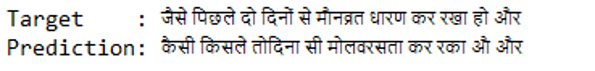 Target    : जैसे पिछले दो दिनों से मौनव्रत धारण कर रखा हो और
Prediction: कैसी किसले तोदिना सी मोलवरसता कर रका औ और